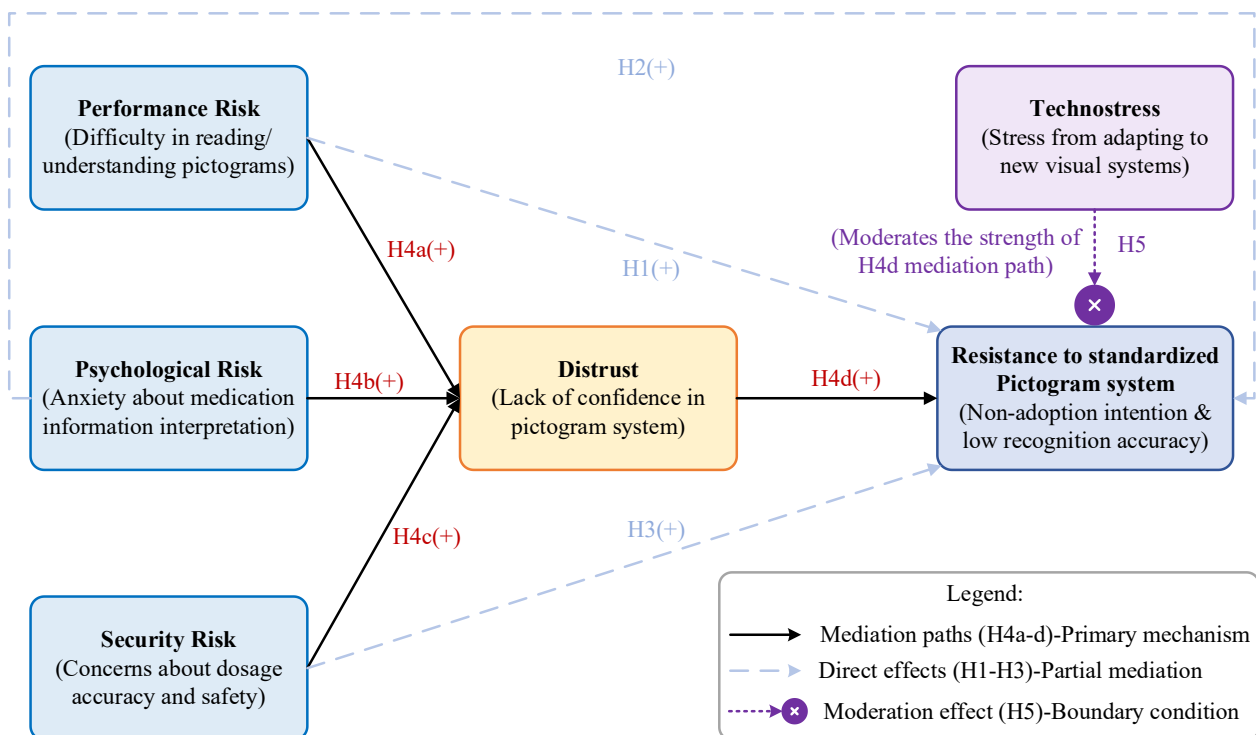 H2(+)
Performance Risk
(Difficulty in reading/
understanding pictograms)
Technostress
(Stress from adapting to
new visual systems)
H4a(+)
H1(+)
(Moderates the strength of
H4d mediation path)
H5
×
Psychological Risk
(Anxiety about medication
information interpretation)
H4b(+)
Distrust
(Lack of confidence in
pictogram system)
H4d(+)
Resistance to standardized
Pictogram system
(Non-adoption intention &
low recognition accuracy)
H4c(+)
H3(+)
Security Risk
(Concerns about dosage
accuracy and safety)
Legend:
Mediation paths (H4a-d)-Primary mechanism
Direct effects (H1-H3)-Partial mediation
× Moderation effect (H5)-Boundary condition